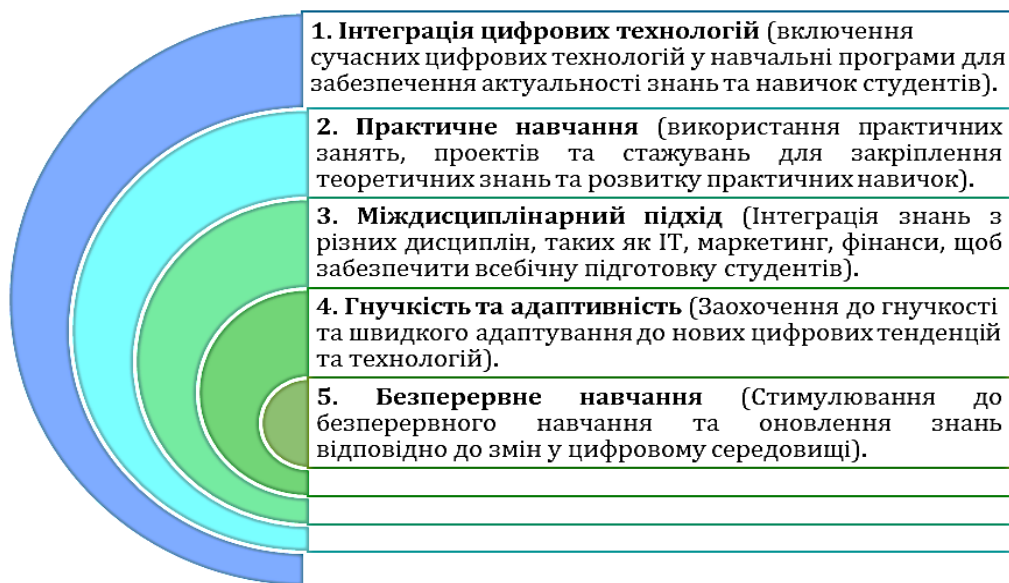 1. Інтеграція цифрових технологій (включення
сучасних цифрових технологій у навчальні програми для
забезпечення актуальності знань та навичок студентів).
2. Практичне навчання (використання практичних
занять, проектів та стажувань для закріплення
теоретичних знань та розвитку практичних навичок).
3. Міждисциплінарний підхід (Інтеграція знань з
різних дисциплін, таких як ІТ, маркетинг, фінанси, щоб
забезпечити всебічну підготовку студентів).
4. Гнучкість та адаптивність (Заохочення до гнучкості
та швидкого адаптування до нових цифрових тенденцій
та технологій).
5. Безперервне навчання (Стимулювання до
безперервного навчання та оновлення знань
відповідно до змін у цифровому середовищі).